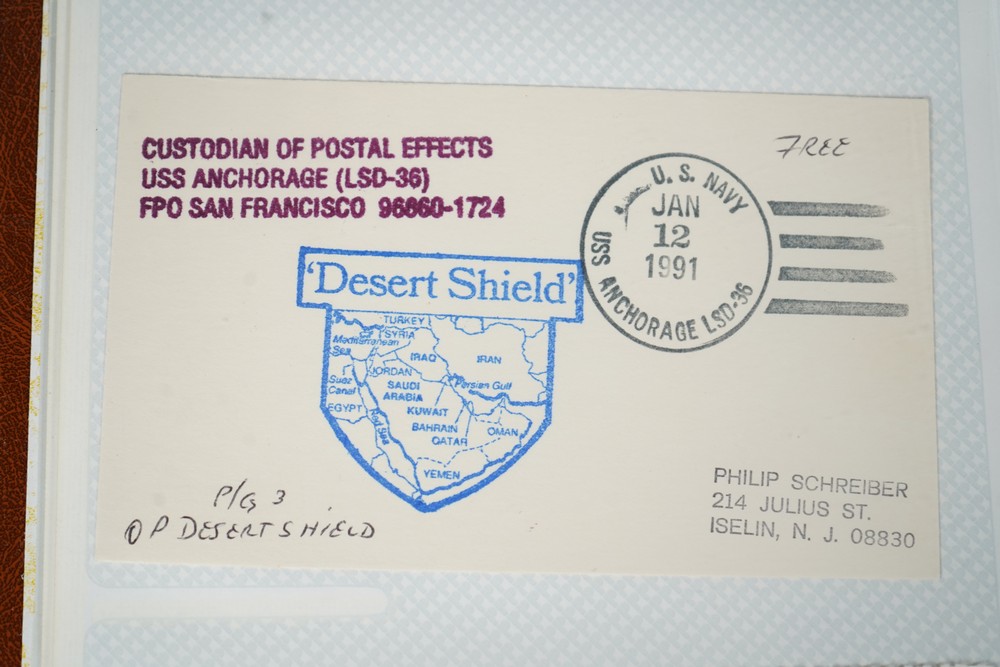 CUSTODIAN OF POSTAL EFFECTS
USS ANCHORAGE (LSD-36)
FPO SAN FRANCISCO 96660-1724
FREE
U. S. NAVY
JAN
12
1991
USS ANCHORAGE LSD-36
'Desert Shield'
TURKEY
SYRIA
Mediterranean
Sea
IRAQ
IRAN
JORDAN
Suez
Canal
SAUDI
ARABIA
Persian Gulf
EGYPT
KUWAIT
Red Sea
BAHRAIN
QATAR
OMAN
YEMEN
P/G 3
OP DESERT SHIELD
PHILIP SCHREIBER
214 JULIUS ST.
ISELIN, N. J. 08830